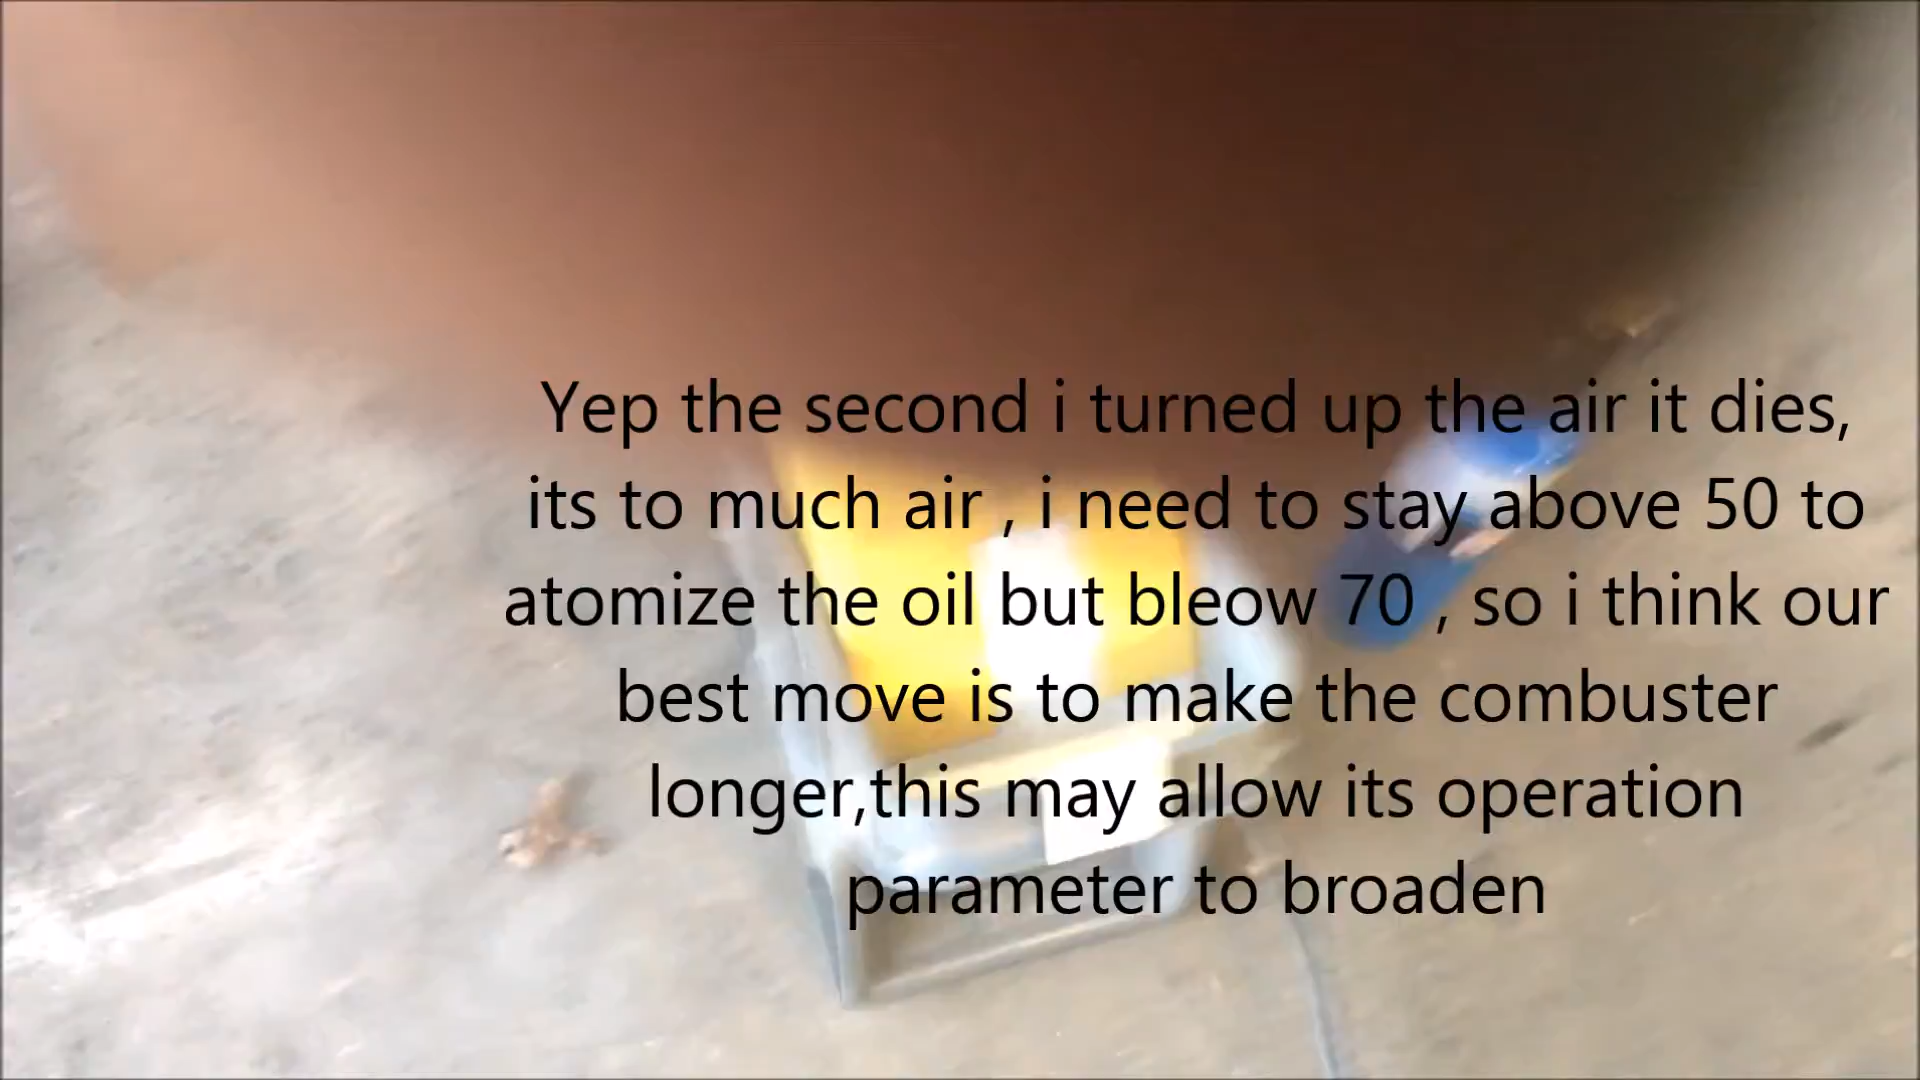 Yep the second i turned up the air it dies,
its to much air , i need to stay above 50 to
atomize the oil but bleow 70 , so i think our
best move is to make the combuster
longer,this may allow its operation
parameter to broaden